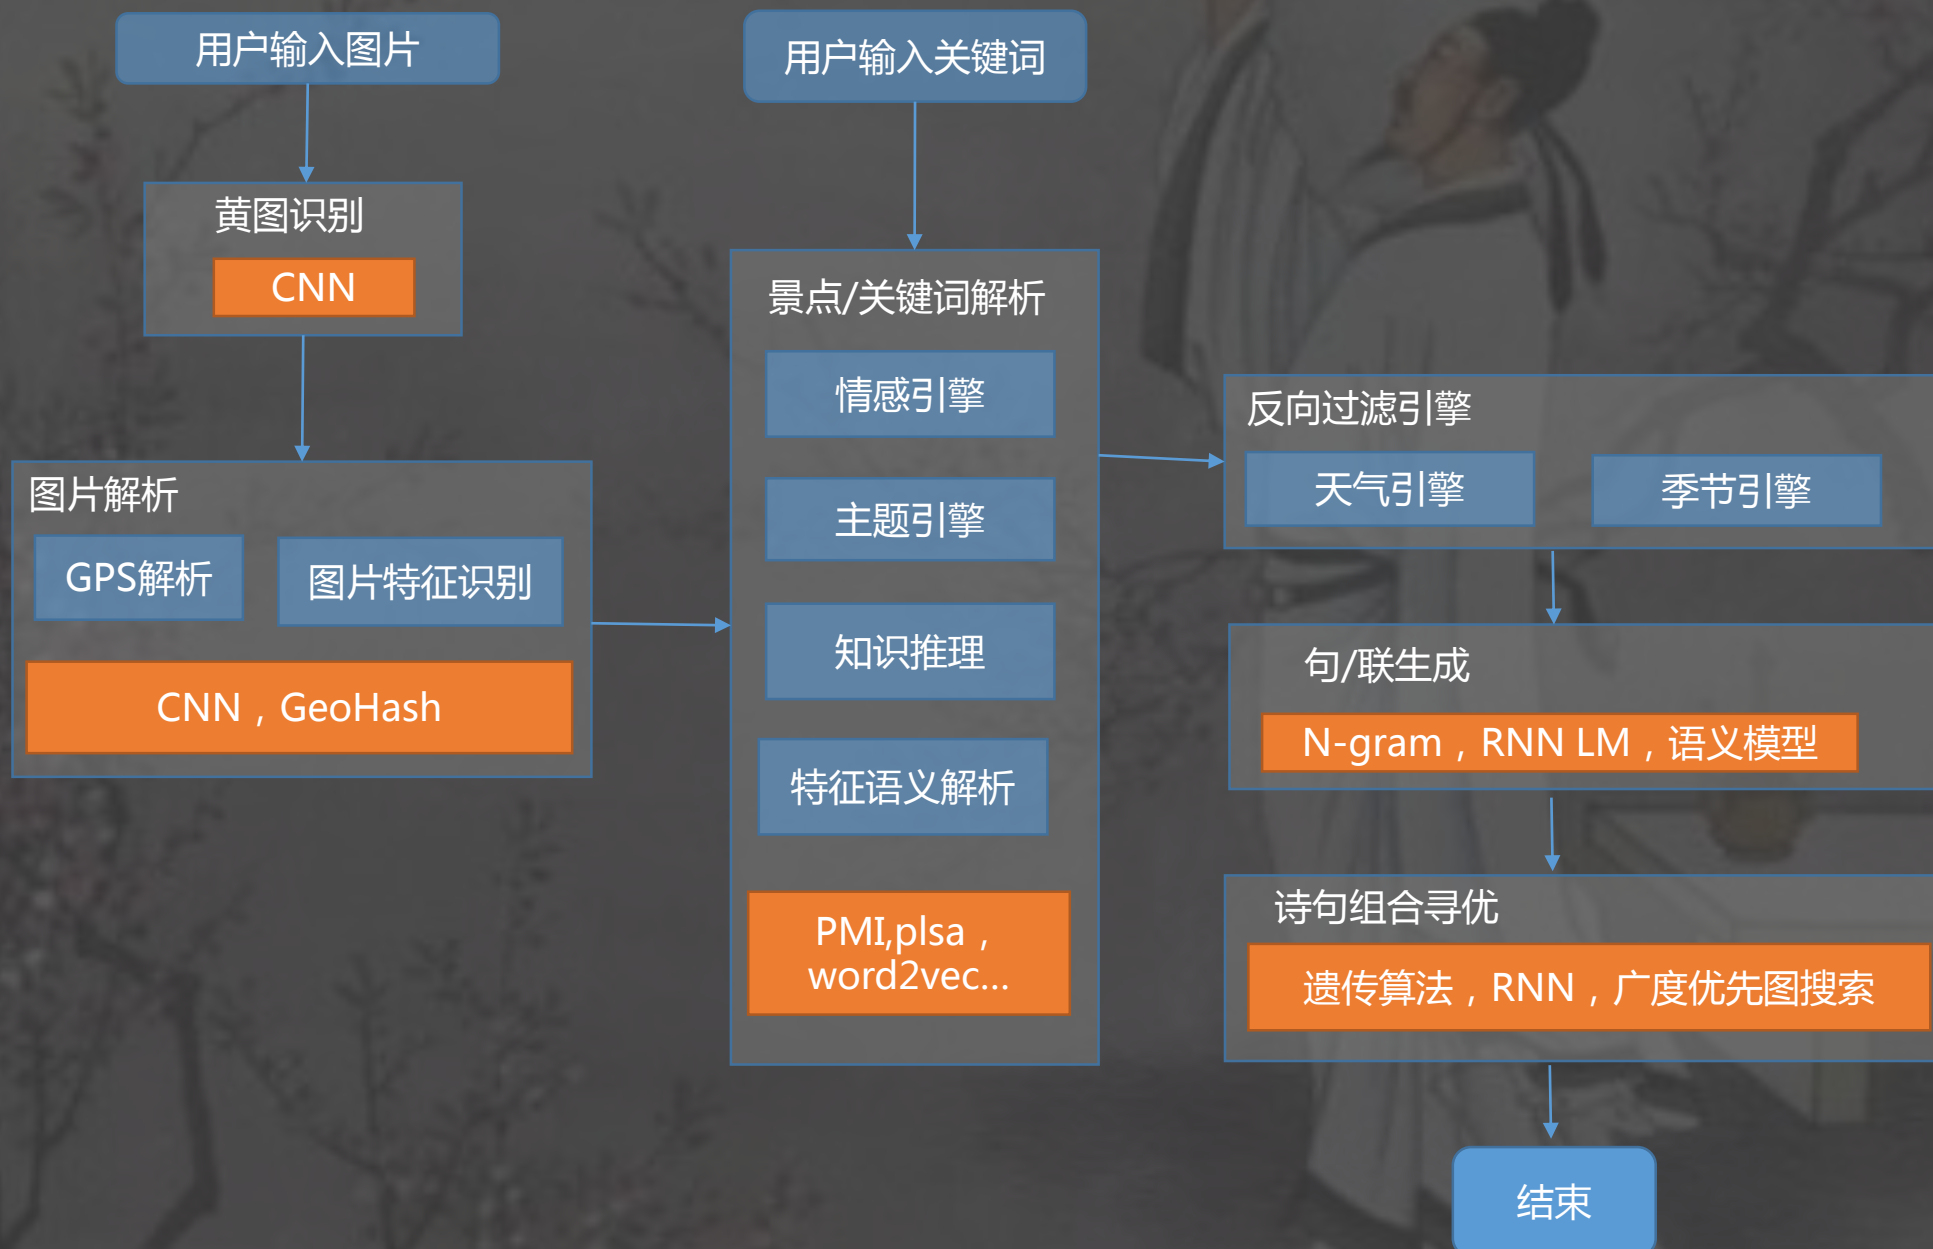 用户输入图片
黄图识别
CNN
图片解析
GPS解析
图片特征识别
CNN，GeoHash
用户输入关键词
景点/关键词解析
情感引擎
主题引擎
知识推理
特征语义解析
PMI,plsa，
word2vec...
反向过滤引擎
天气引擎
季节引擎
句/联生成
N-gram，RNN LM，语义模型
诗句组合寻优
遗传算法，RNN，广度优先图搜索
结束